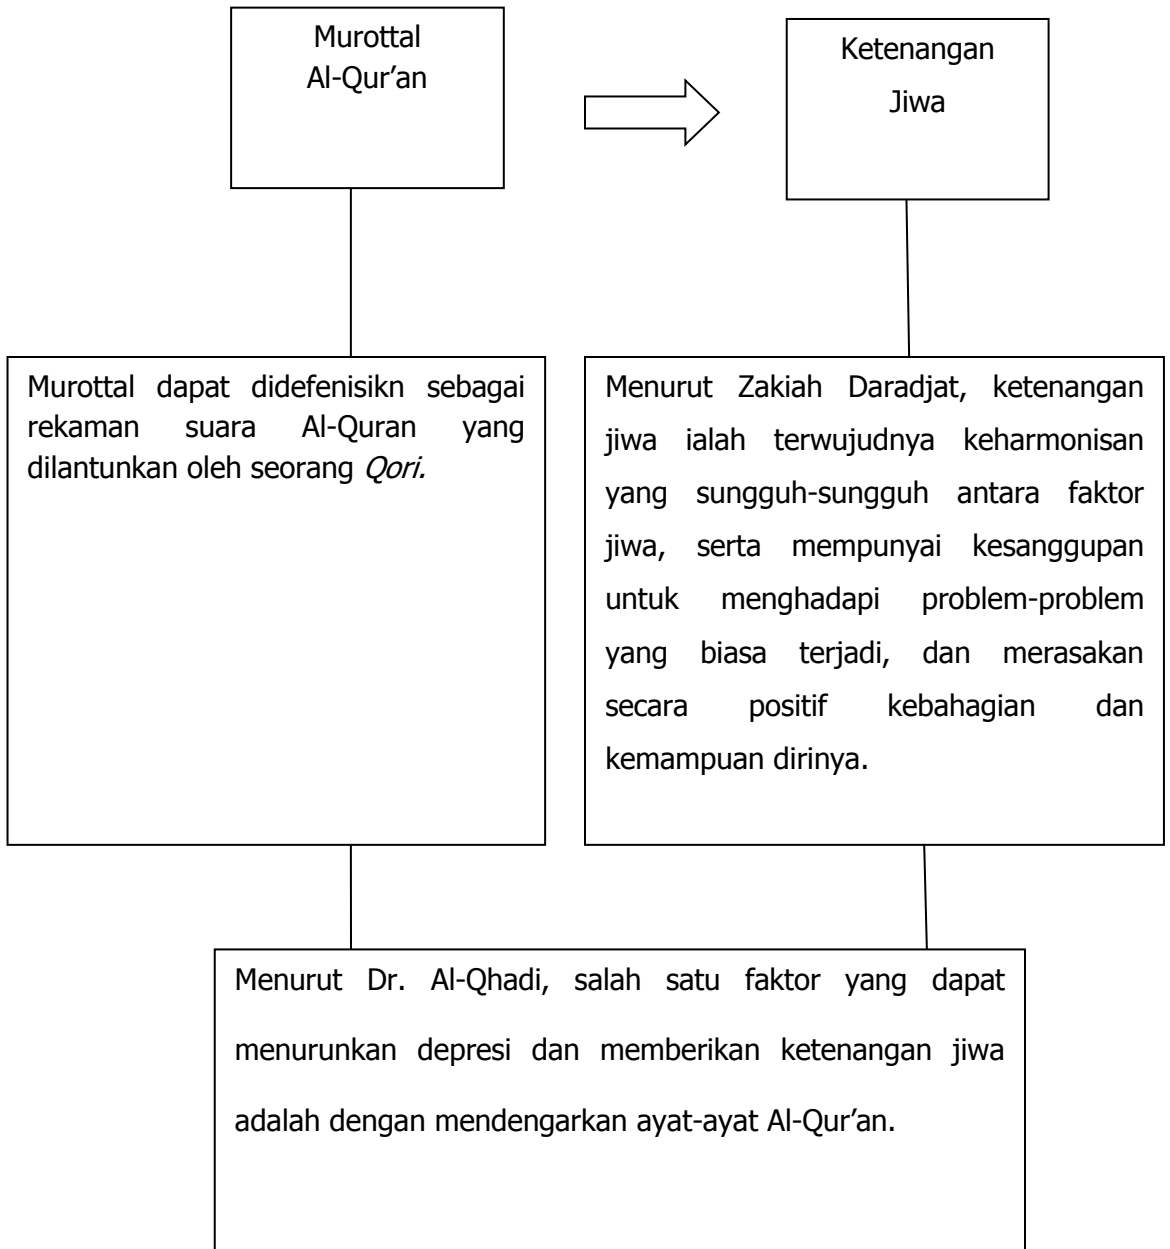 Murottal
Al-Qur’an
Ketenangan
Jiwa
Murottal dapat didefenisikn sebagai
rekaman suara Al-Quran yang
dilantunkan oleh seorang Qori.
Menurut Zakiah Daradjat, ketenangan
jiwa ialah terwujudnya keharmonisan
yang sungguh-sungguh antara faktor
jiwa, serta mempunyai kesanggupan
untuk menghadapi problem-problem
yang biasa terjadi, dan merasakan
secara positif kebahagian dan
kemampuan dirinya.
Menurut Dr. Al-Qhadi, salah satu faktor yang dapat
menurunkan depresi dan memberikan ketenangan jiwa
adalah dengan mendengarkan ayat-ayat Al-Qur’an.